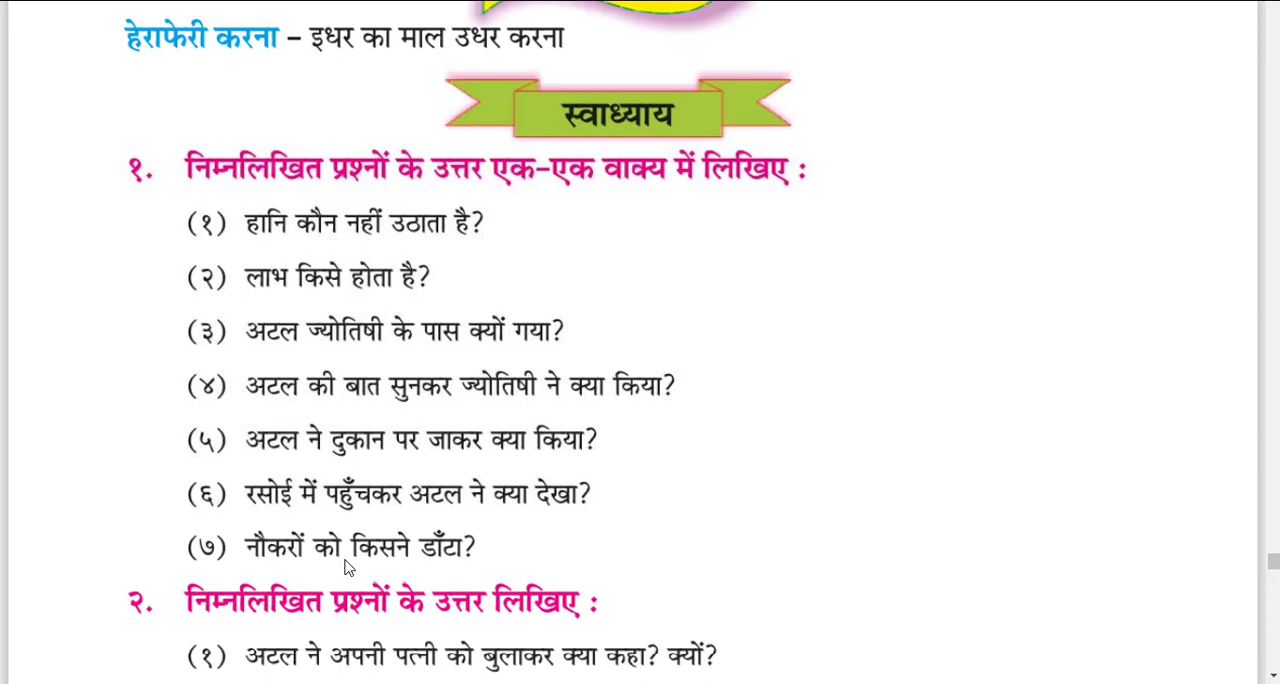 हेराफेरी करना – इधर का माल उधर करना
स्वाध्याय
१. निम्नलिखित प्रश्नों के उत्तर एक-एक वाक्य में लिखिए :
(१) हानि कौन नहीं उठाता है?
(२) लाभ किसे होता है?
(३) अटल ज्योतिषी के पास क्यों गया?
(४) अटल की बात सुनकर ज्योतिषी ने क्या किया?
(५) अटल ने दुकान पर जाकर क्या किया?
(६) रसोई में पहुँचकर अटल ने क्या देखा?
(७) नौकरों को किसने डाँटा?
२. निम्नलिखित प्रश्नों के उत्तर लिखिए :
(१) अटल ने अपनी पत्नी को बुलाकर क्या कहा? क्यों?